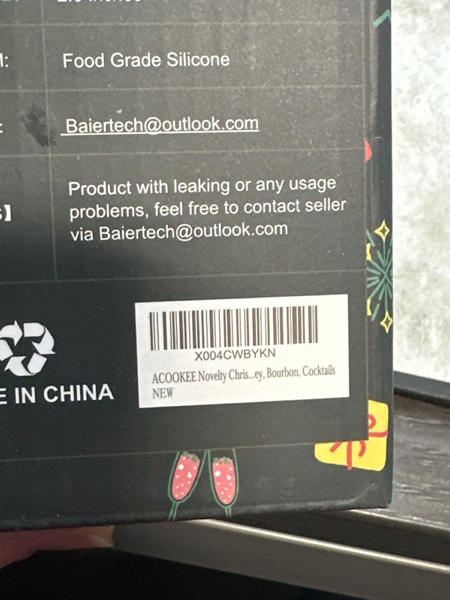 Food Grade Silicone
Baiertech@outlook.com
Product with leaking or any usage
problems, feel free to contact seller
via Baiertech@outlook.com
X004CWBYKN
ACOOKEE Novelty Chris...ey, Bourbon, Cocktails
NEW
E IN CHINA